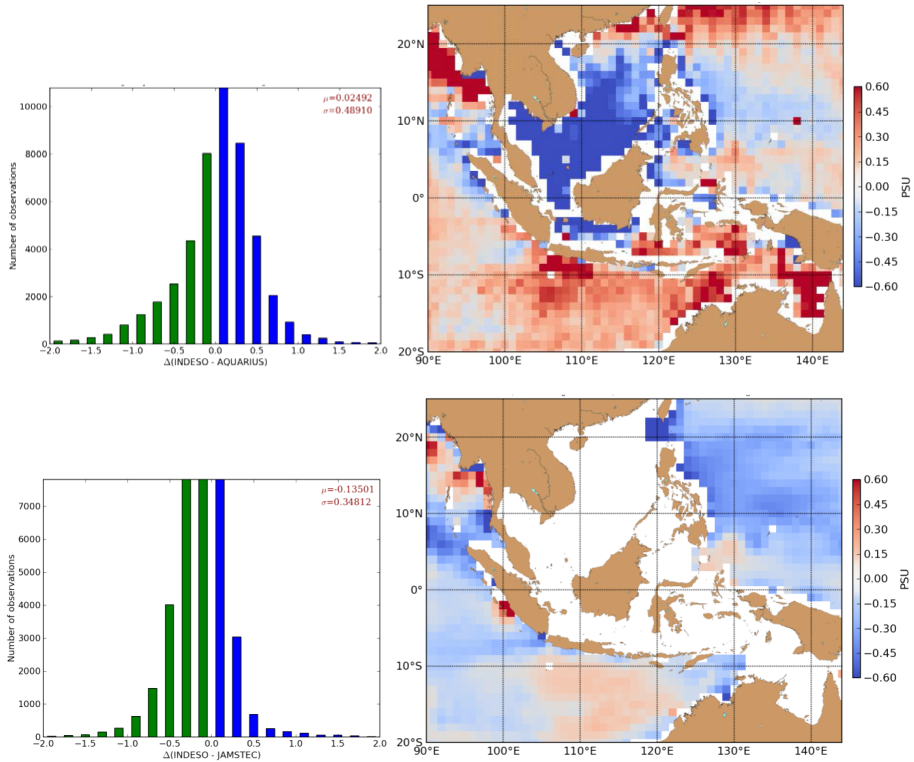 μ=0.02492
σ=0.48910
10000
8000
6000
4000
2000
0
Number of observations
−2.0 −1.5 −1.0 −0.5 0.0 0.5 1.0 1.5 2.0
Δ(INDESO - AQUARIUS)
20°N
10°N
0°
10°S
20°S
90°E 100°E 110°E 120°E 130°E 140°E
0.60
0.45
0.30
0.15
0.00
−0.15
−0.30
−0.45
−0.60
PSU
μ=-0.13501
σ=0.34812
7000
6000
5000
4000
3000
2000
1000
0
Number of observations
−2.0 −1.5 −1.0 −0.5 0.0 0.5 1.0 1.5 2.0
Δ(INDESO - JAMSTEC)
20°N
10°N
0°
10°S
20°S
90°E 100°E 110°E 120°E 130°E 140°E
0.60
0.45
0.30
0.15
0.00
−0.15
−0.30
−0.45
−0.60
PSU